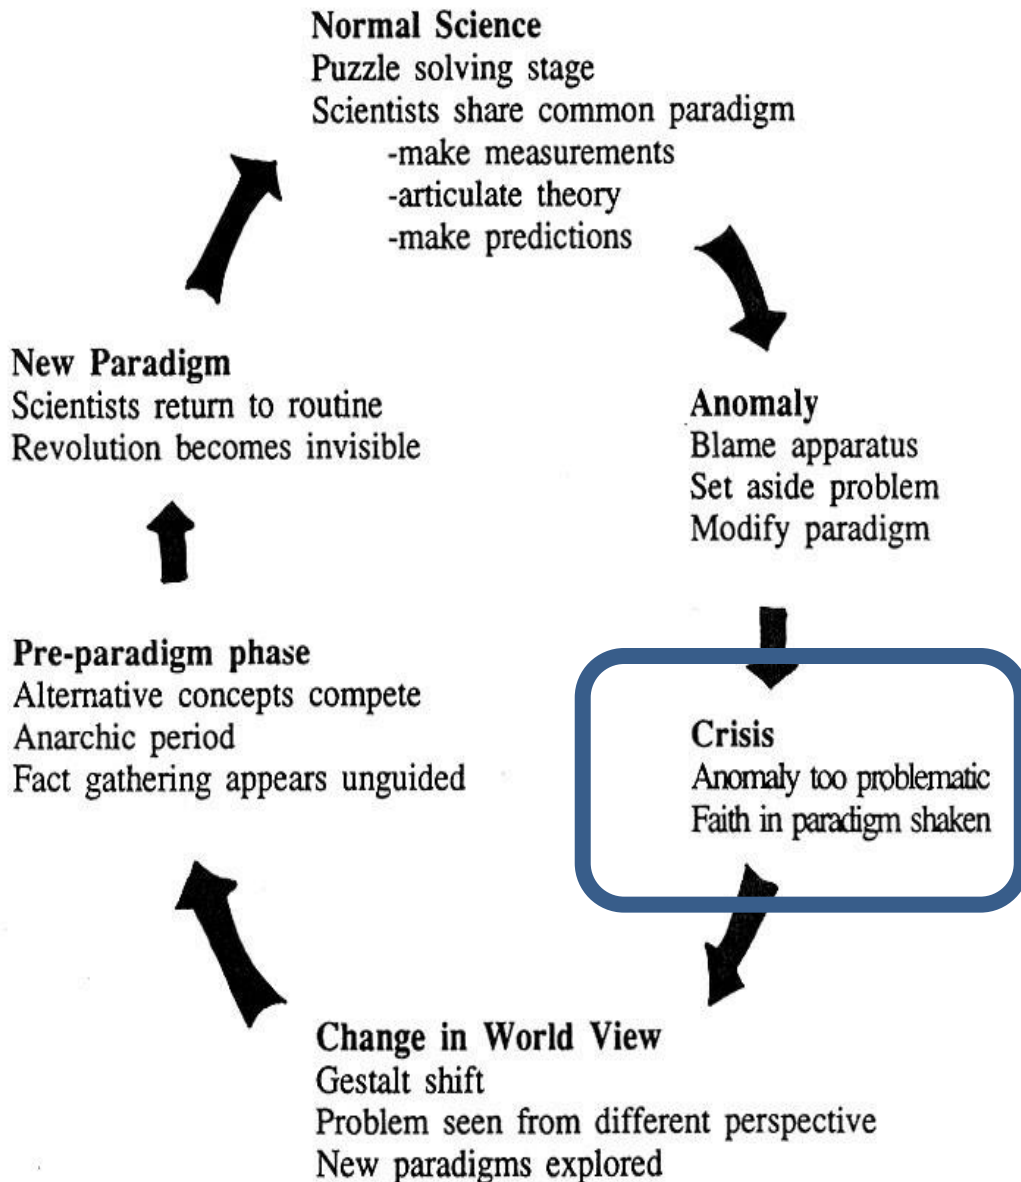 Normal Science
Puzzle solving stage
Scientists share common paradigm
-make measurements
-articulate theory
-make predictions
Anomaly
Blame apparatus
Set aside problem
Modify paradigm
Crisis
Anomaly too problematic
Faith in paradigm shaken
Change in World View
Gestalt shift
Problem seen from different perspective
New paradigms explored
Pre-paradigm phase
Alternative concepts compete
Anarchic period
Fact gathering appears unguided
New Paradigm
Scientists return to routine
Revolution becomes invisible